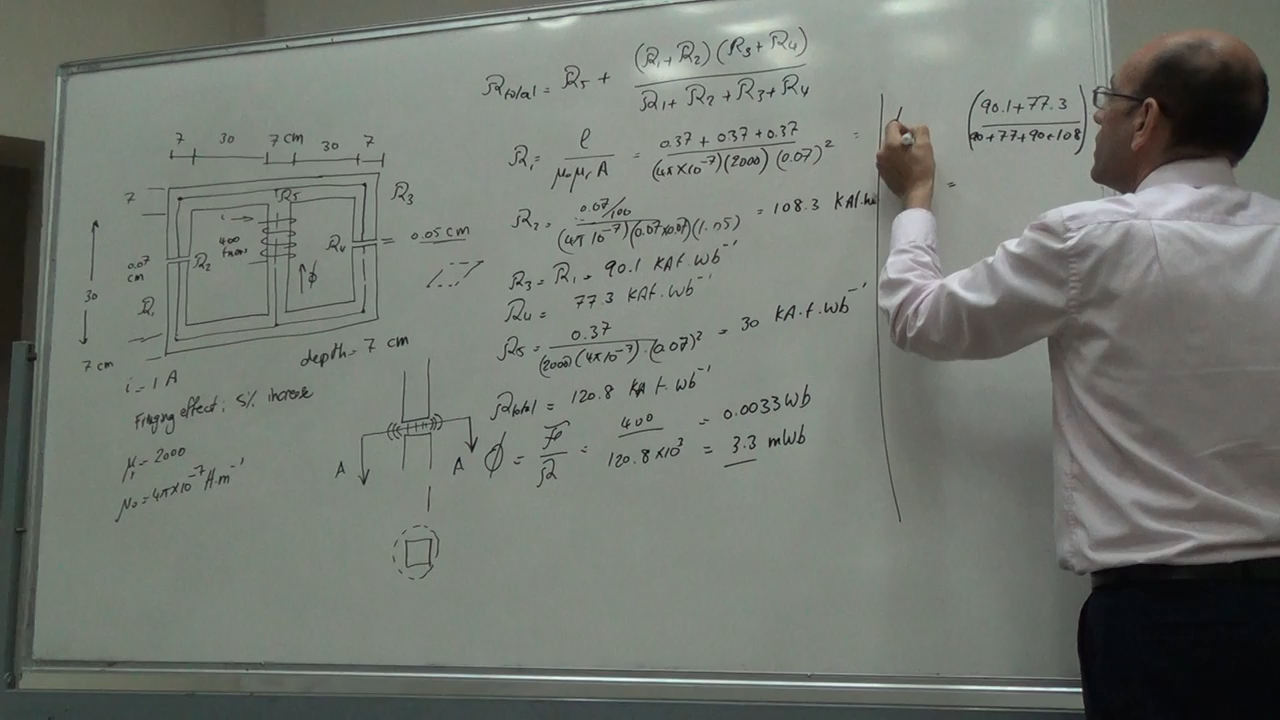 7 30 7 cm 30 7
7
R5
R3
i →
400
turns
R2
R4
= 0.05 cm
0.07
cm
30
ϕ
R1
7 cm
depth = 7 cm
i = 1 A
Fringing effect: 5% increase
μr = 2000
μ0 = 4π×10⁻⁷ H.m⁻¹
A A
Rtotal = R5 + (R1 + R2)(R3 + R4) / R1 + R2 + R3 + R4
R1 = ℓ / μ0 μr A = 0.37 + 0.37 + 0.37 / (4π×10⁻⁷)(2000)(0.07)² =
R2 = 0.07/100 / (4π 10⁻⁷)(0.07×0.07)(1.05) = 108.3 KAt.
R3 = R1 = 90.1 KAt.Wb⁻¹
R4 = 77.3 KAt.Wb⁻¹
R5 = 0.37 / (2000)(4π×10⁻⁷)·(0.07)² = 30 KA.t.Wb⁻¹
Rtotal = 120.8 KAt.Wb⁻¹
ϕ = F / R = 400 / 120.8×10³ = 0.0033 Wb
= 3.3 mWb
(90.1 + 77.3 / 90+77+90+108)
=